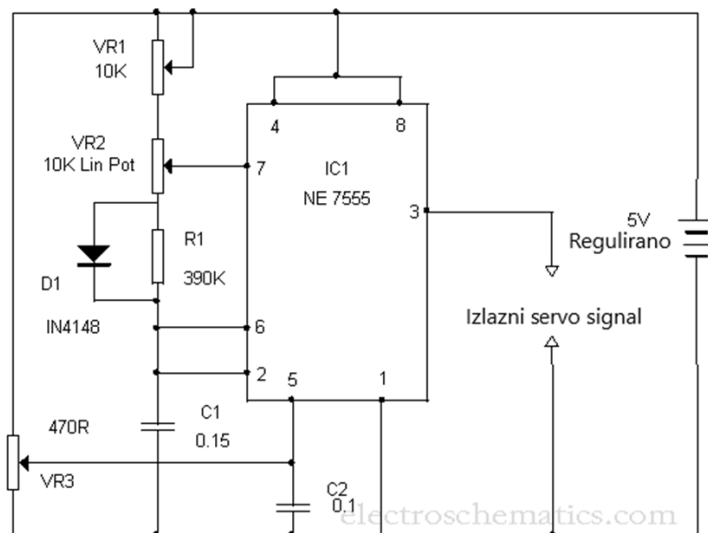 VR1
10K
VR2
10K Lin Pot
4
8
7
IC1
NE 7555
3
5V
Regulirano
R1
390K
D1
IN4148
6
2
5
1
Izlazni servo signal
C1
0.15
470R
VR3
C2
0.1
electroschematics.com